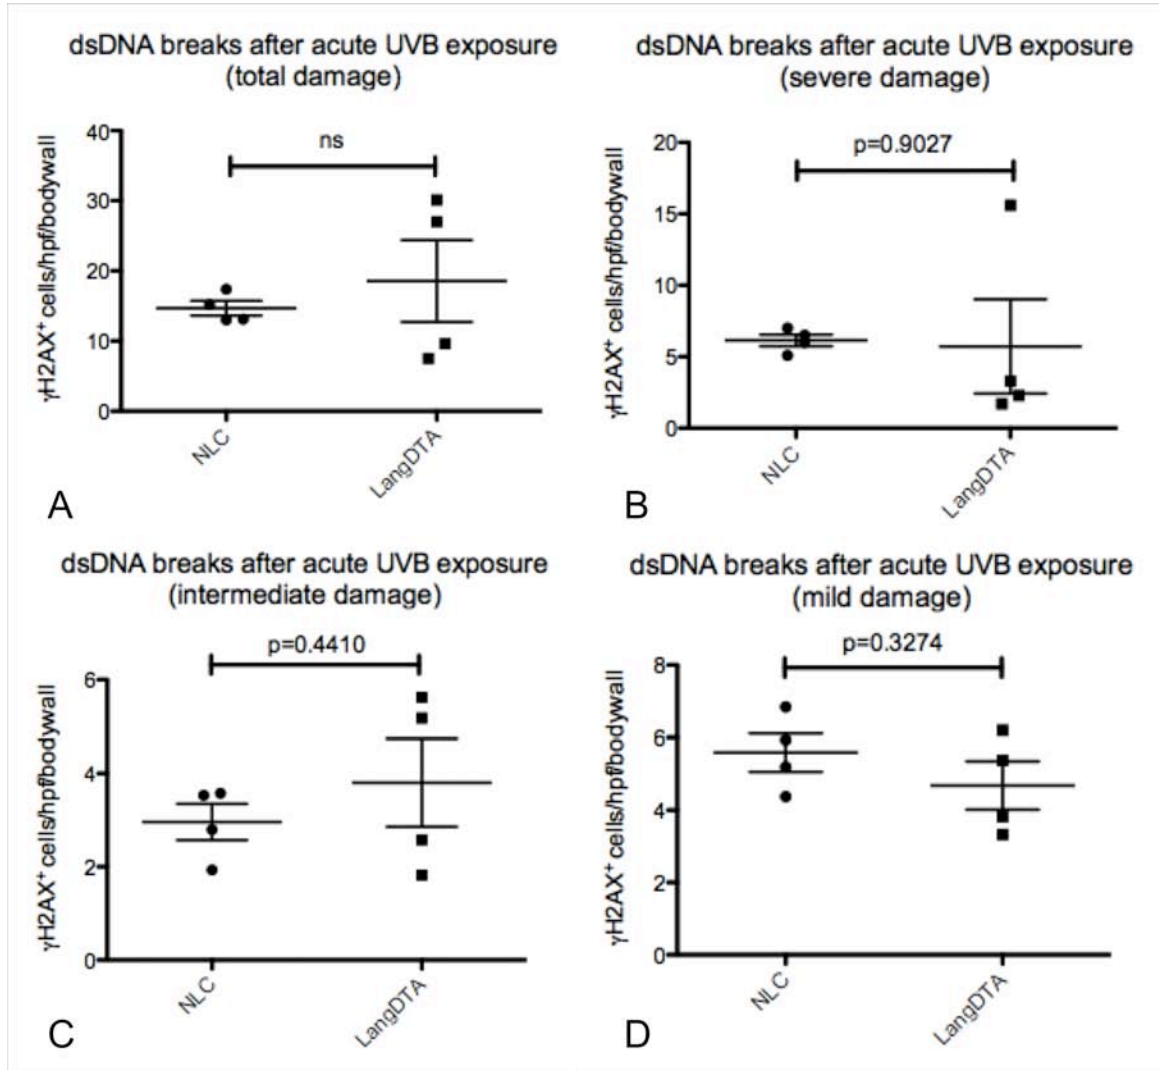 dsDNA breaks after acute UVB exposure
(total damage)
γH2AX⁺ cells/hpf/bodywall
40
30
20
10
0
ns
NLC
LangDTA
A
dsDNA breaks after acute UVB exposure
(severe damage)
γH2AX⁺ cells/hpf/bodywall
20
15
10
5
0
p=0.9027
NLC
LangDTA
B
dsDNA breaks after acute UVB exposure
(intermediate damage)
γH2AX⁺ cells/hpf/bodywall
6
4
2
0
p=0.4410
NLC
LangDTA
C
dsDNA breaks after acute UVB exposure
(mild damage)
γH2AX⁺ cells/hpf/bodywall
8
6
4
2
0
p=0.3274
NLC
LangDTA
D